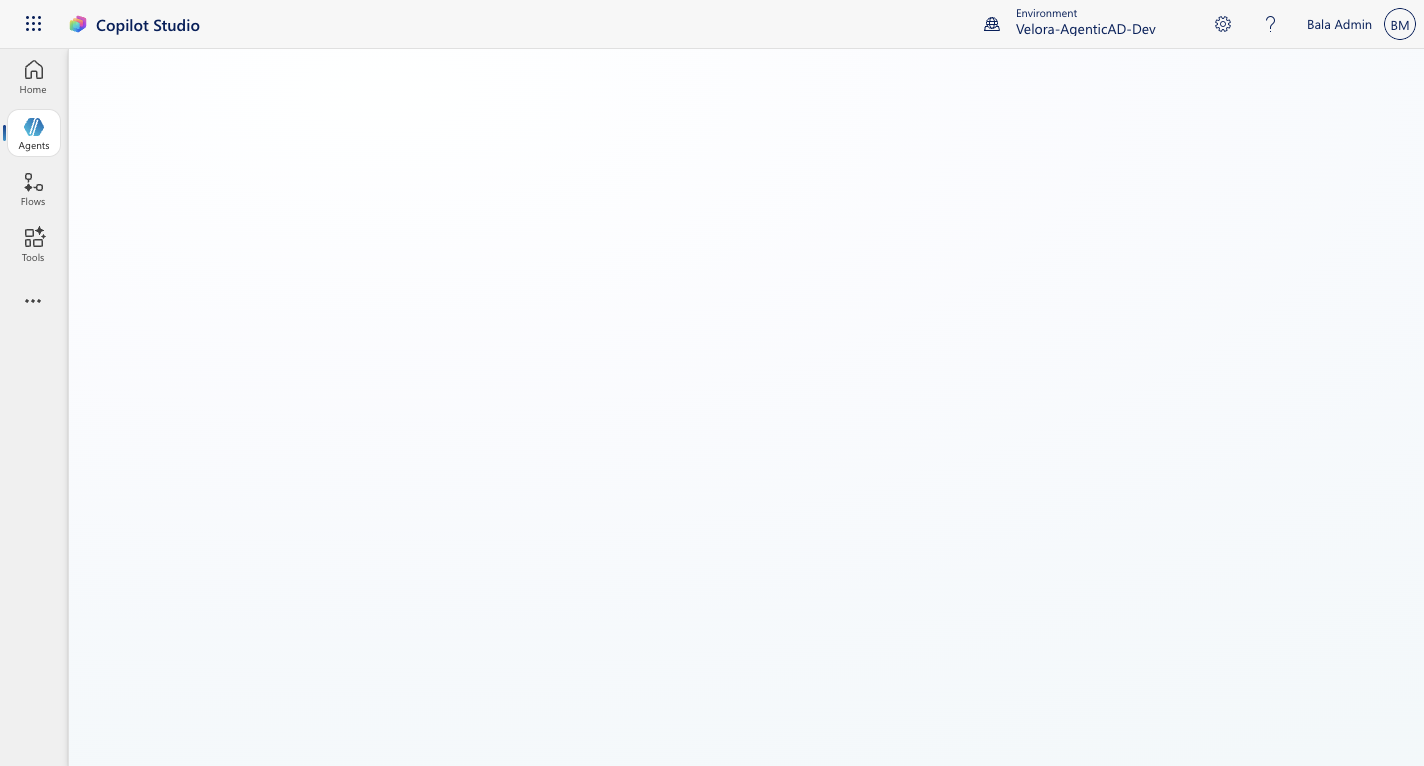 Copilot Studio
Environment
Velora-AgenticAD-Dev
?
Bala Admin
BM
Home
Agents
Flows
Tools